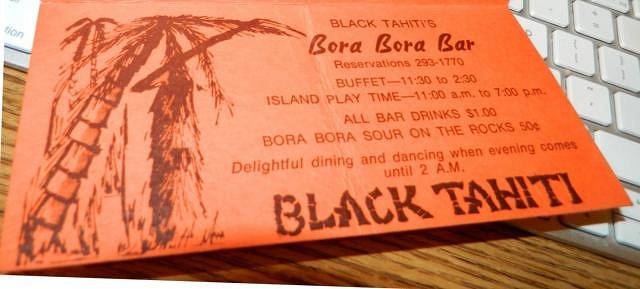 BLACK TAHITI'S
Bora Bora Bar
Reservations 293-1770
BUFFET—11:30 to 2:30
ISLAND PLAY TIME—11:00 a.m. to 7:00 p.m.
ALL BAR DRINKS $1.00
BORA BORA SOUR ON THE ROCKS 50¢
Delightful dining and dancing when evening comes
until 2 A.M.
BLACK TAHITI
option